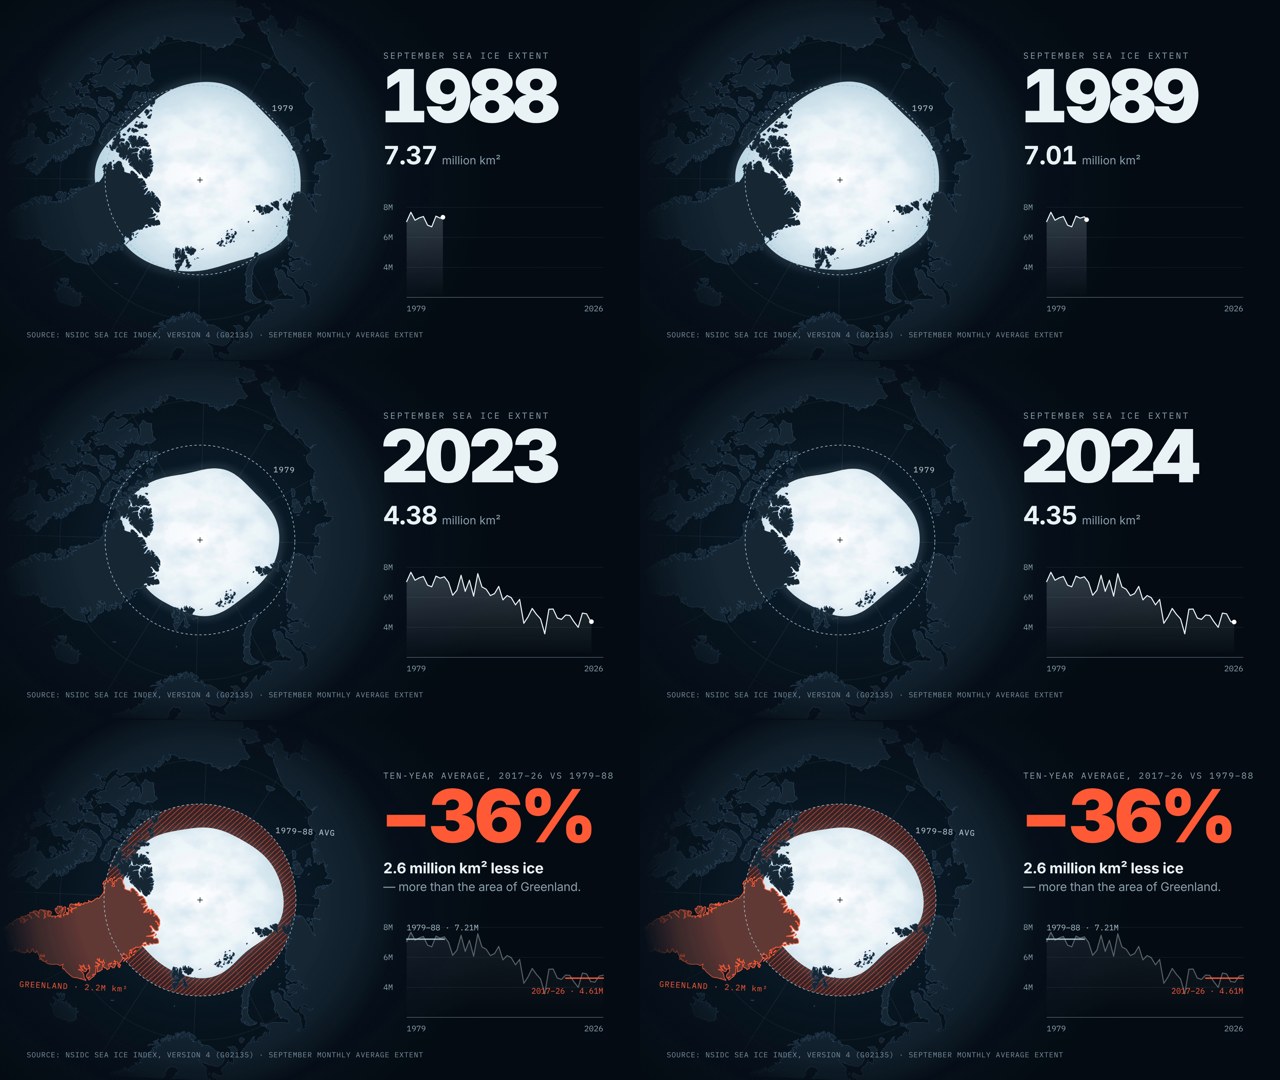 SEPTEMBER SEA ICE EXTENT
1988
7.37 million km²
1979
8M
6M
4M
1979
2026
SOURCE: NSIDC SEA ICE INDEX, VERSION 4 (G02135) · SEPTEMBER MONTHLY AVERAGE EXTENT
SEPTEMBER SEA ICE EXTENT
1989
7.01 million km²
1979
8M
6M
4M
1979
2026
SOURCE: NSIDC SEA ICE INDEX, VERSION 4 (G02135) · SEPTEMBER MONTHLY AVERAGE EXTENT
SEPTEMBER SEA ICE EXTENT
2023
4.38 million km²
1979
8M
6M
4M
1979
2026
SOURCE: NSIDC SEA ICE INDEX, VERSION 4 (G02135) · SEPTEMBER MONTHLY AVERAGE EXTENT
SEPTEMBER SEA ICE EXTENT
2024
4.35 million km²
1979
8M
6M
4M
1979
2026
SOURCE: NSIDC SEA ICE INDEX, VERSION 4 (G02135) · SEPTEMBER MONTHLY AVERAGE EXTENT
TEN-YEAR AVERAGE, 2017–26 VS 1979–88
−36%
1979–88 AVG
2.6 million km² less ice
— more than the area of Greenland.
GREENLAND · 2.2M km²
8M
1979–88 · 7.21M
6M
4M
2017–26 · 4.61M
1979
2026
SOURCE: NSIDC SEA ICE INDEX, VERSION 4 (G02135) · SEPTEMBER MONTHLY AVERAGE EXTENT
TEN-YEAR AVERAGE, 2017–26 VS 1979–88
−36%
1979–88 AVG
2.6 million km² less ice
— more than the area of Greenland.
GREENLAND · 2.2M km²
8M
1979–88 · 7.21M
6M
4M
2017–26 · 4.61M
1979
2026
SOURCE: NSIDC SEA ICE INDEX, VERSION 4 (G02135) · SEPTEMBER MONTHLY AVERAGE EXTENT